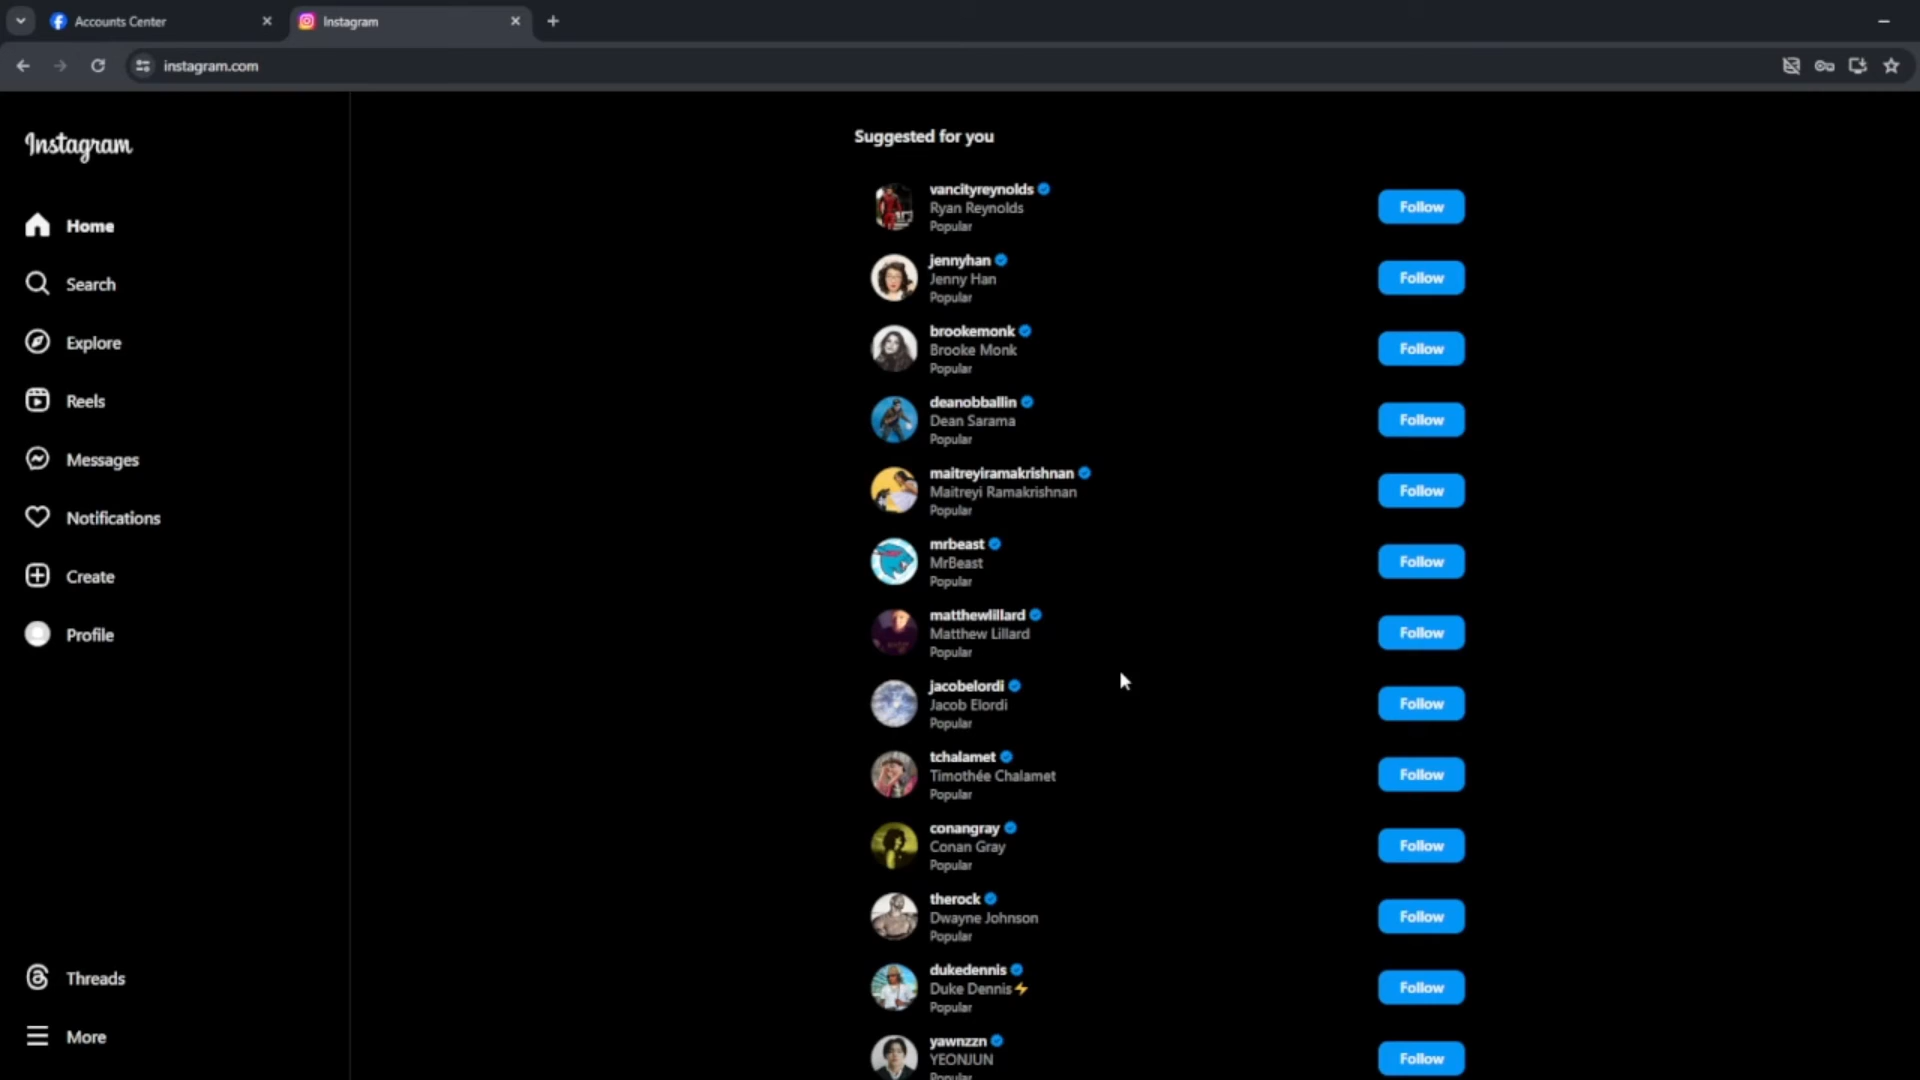 Accounts Center
Instagram
instagram.com
Instagram
Home
Search
Explore
Reels
Messages
Notifications
Create
Profile
Threads
More
Suggested for you
vancityreynolds
Ryan Reynolds
Popular
Follow
jennyhan
Jenny Han
Popular
Follow
brookemonk
Brooke Monk
Popular
Follow
deanobballin
Dean Sarama
Popular
Follow
maitreyiramakrishnan
Maitreyi Ramakrishnan
Popular
Follow
mrbeast
MrBeast
Popular
Follow
matthewlillard
Matthew Lillard
Popular
Follow
jacobelordi
Jacob Elordi
Popular
Follow
tchalamet
Timothée Chalamet
Popular
Follow
conangray
Conan Gray
Popular
Follow
therock
Dwayne Johnson
Popular
Follow
dukedennis
Duke Dennis⚡
Popular
Follow
yawnzzn
YEONJUN
Popular
Follow